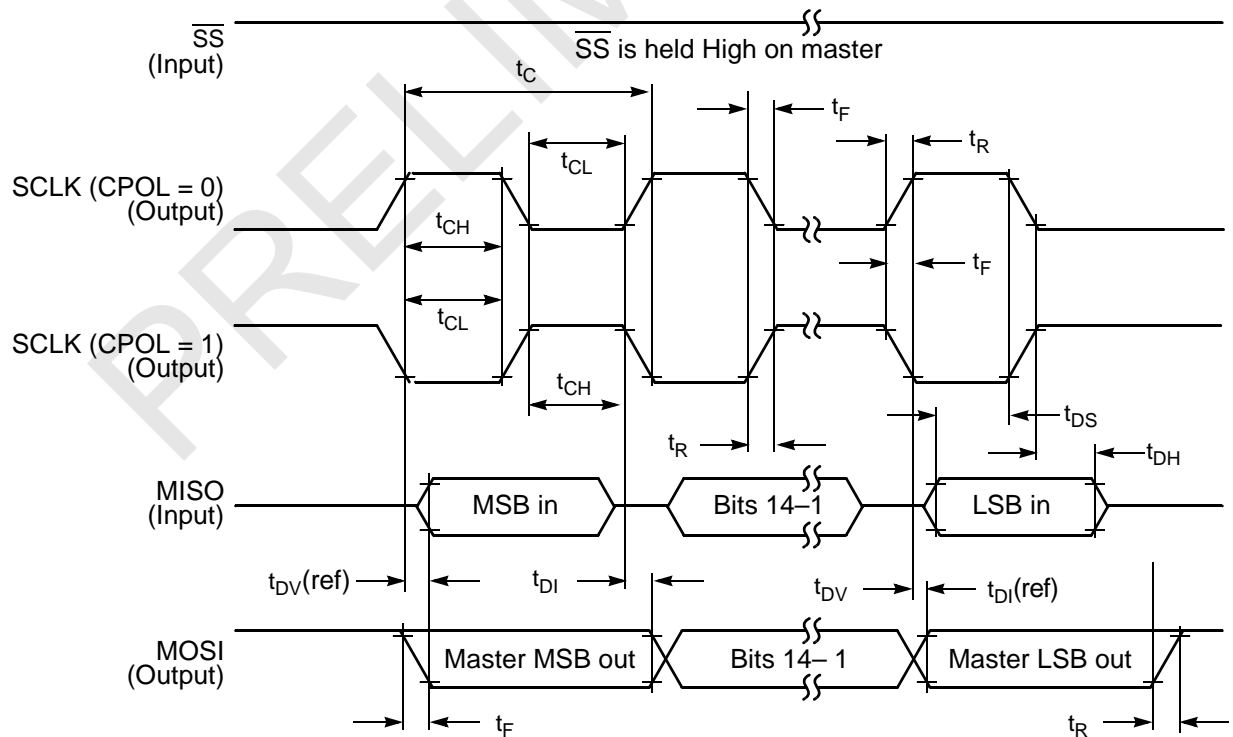 SS
(Input)
SS is held High on master
tC
tF
tR
tCL
SCLK (CPOL = 0)
(Output)
tCH
tF
tCL
SCLK (CPOL = 1)
(Output)
tCH
tDS
tR
tDH
MISO
(Input)
MSB in
Bits 14–1
LSB in
tDV(ref)
tDI
tDV
tDI(ref)
MOSI
(Output)
Master MSB out
Bits 14– 1
Master LSB out
tF
tR
PRELIM